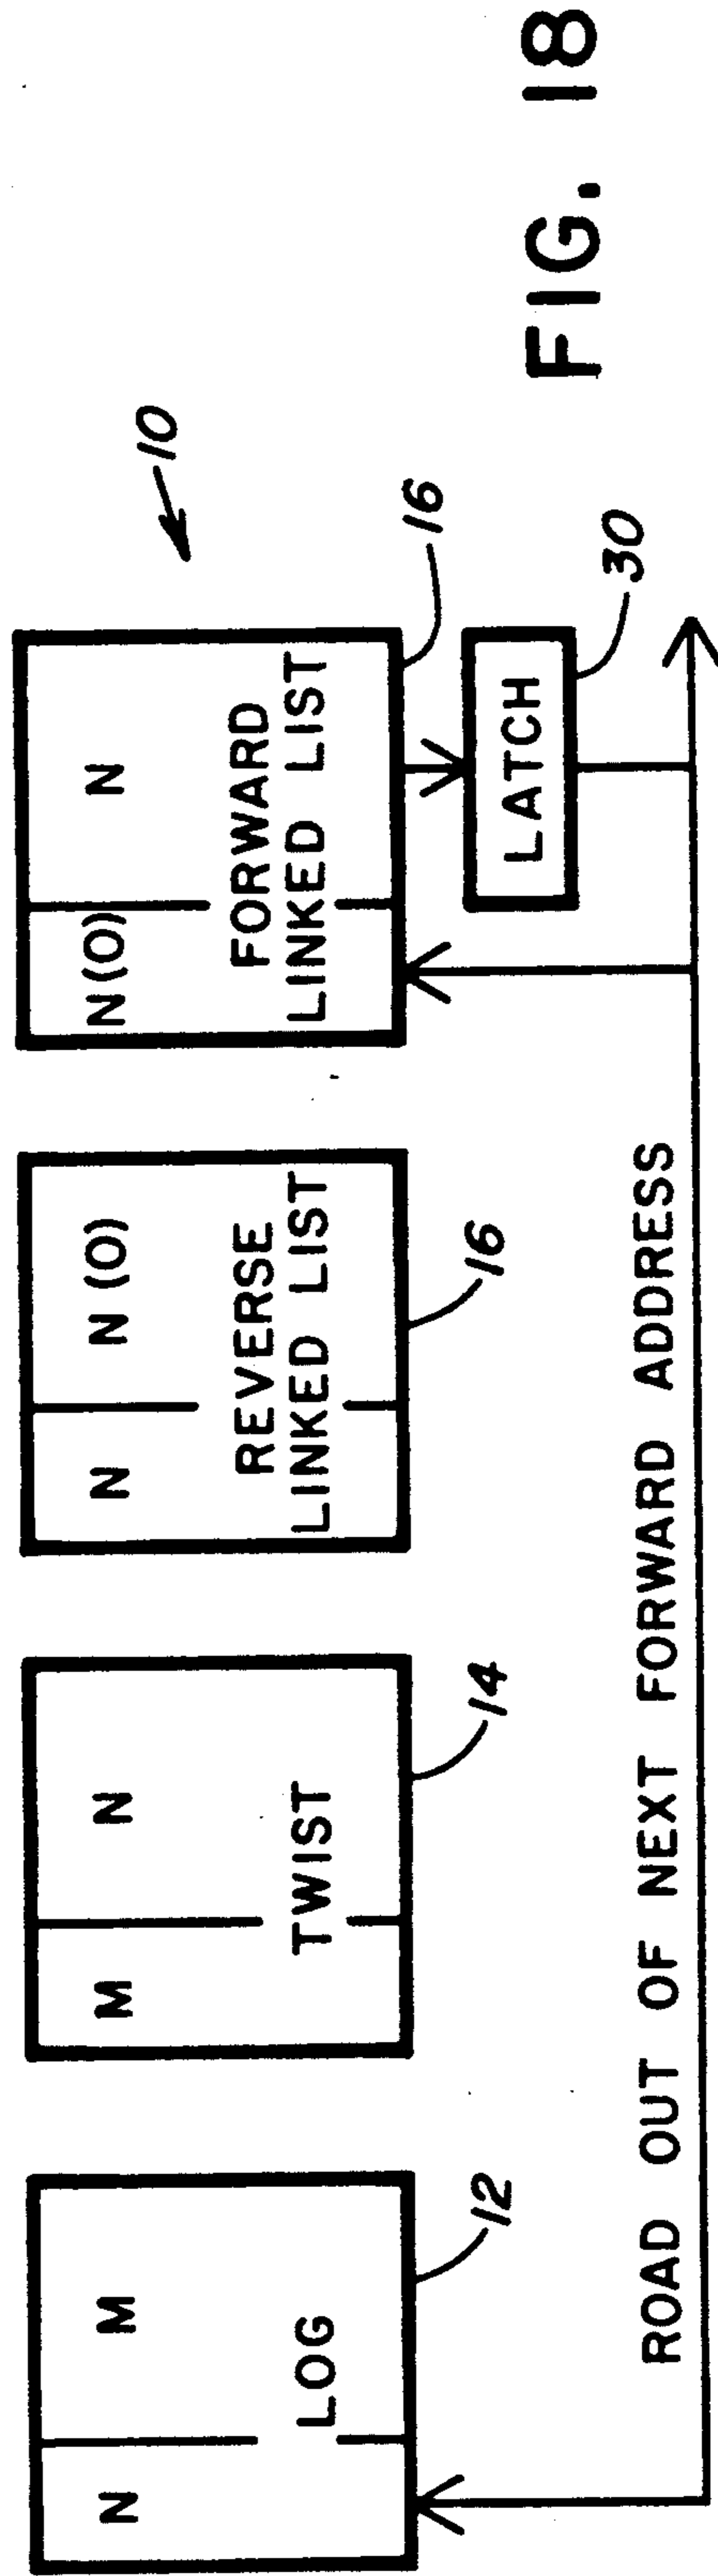 N M
LOG
12
M N
TWIST
14
N N (O)
REVERSE
LINKED LIST
16
N(O) N
FORWARD
LINKED LIST
16
10
LATCH
30
ROAD OUT OF NEXT FORWARD ADDRESS
FIG. 18